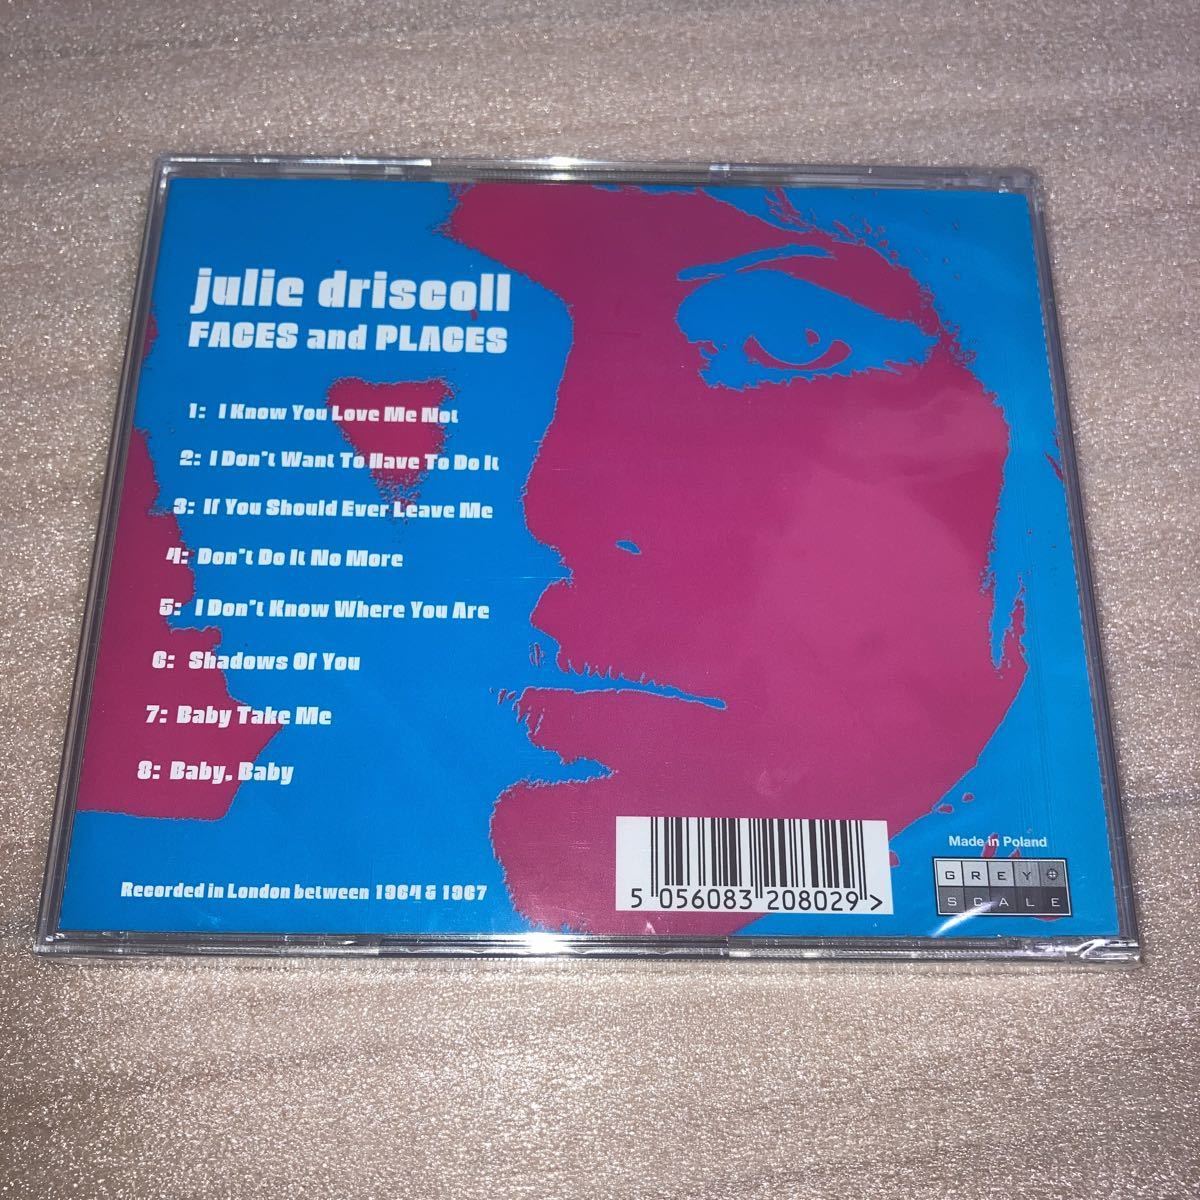 julie driscoll
FACES and PLACES
1: I Know You Love Me Not
2: I Don't Want To Have To Do It
3: If You Should Ever Leave Me
4: Don't Do It No More
5: I Don't Know Where You Are
6: Shadows Of You
7: Baby Take Me
8: Baby, Baby
Recorded in London between 1964 & 1967
5 056083 208029 >
Made in Poland
GREY
SCALE